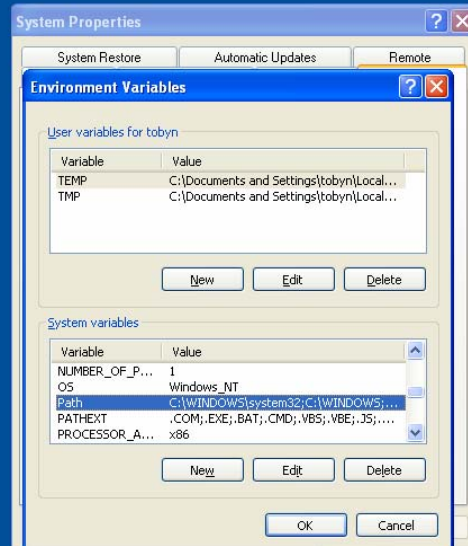 System Properties
System Restore Automatic Updates Remote
Environment Variables
User variables for tobyn
Variable Value
TEMP C:\Documents and Settings\tobyn\Local...
TMP C:\Documents and Settings\tobyn\Local...
New Edit Delete
System variables
Variable Value
NUMBER_OF_P... 1
OS Windows_NT
Path C:\WINDOWS\system32;C:\WINDOWS;...
PATHEXT .COM;.EXE;.BAT;.CMD;.VBS;.VBE;.JS;....
PROCESSOR_A... x86
New Edit Delete
OK Cancel